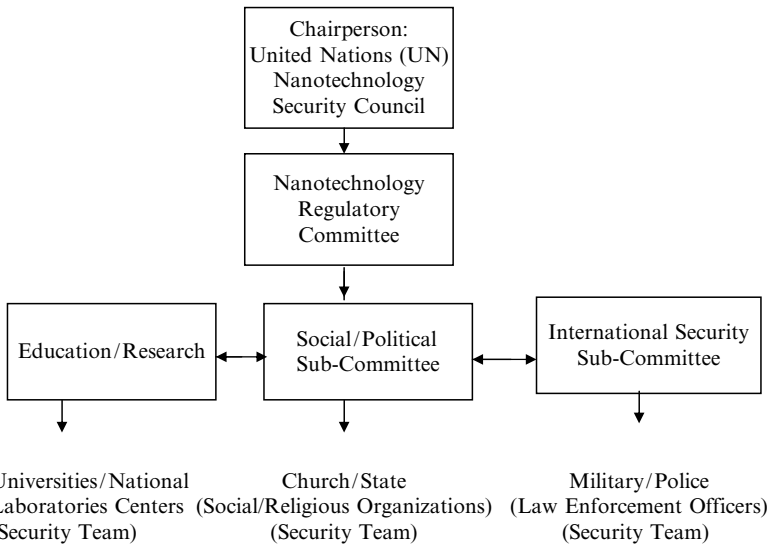 Chairperson:
United Nations (UN)
Nanotechnology
Security Council
Nanotechnology
Regulatory
Committee
Education/Research
Social/Political
Sub-Committee
International Security
Sub-Committee
Universities/National
Laboratories Centers
Security Team)
Church/State
(Social/Religious Organizations)
(Security Team)
Military/Police
(Law Enforcement Officers)
(Security Team)